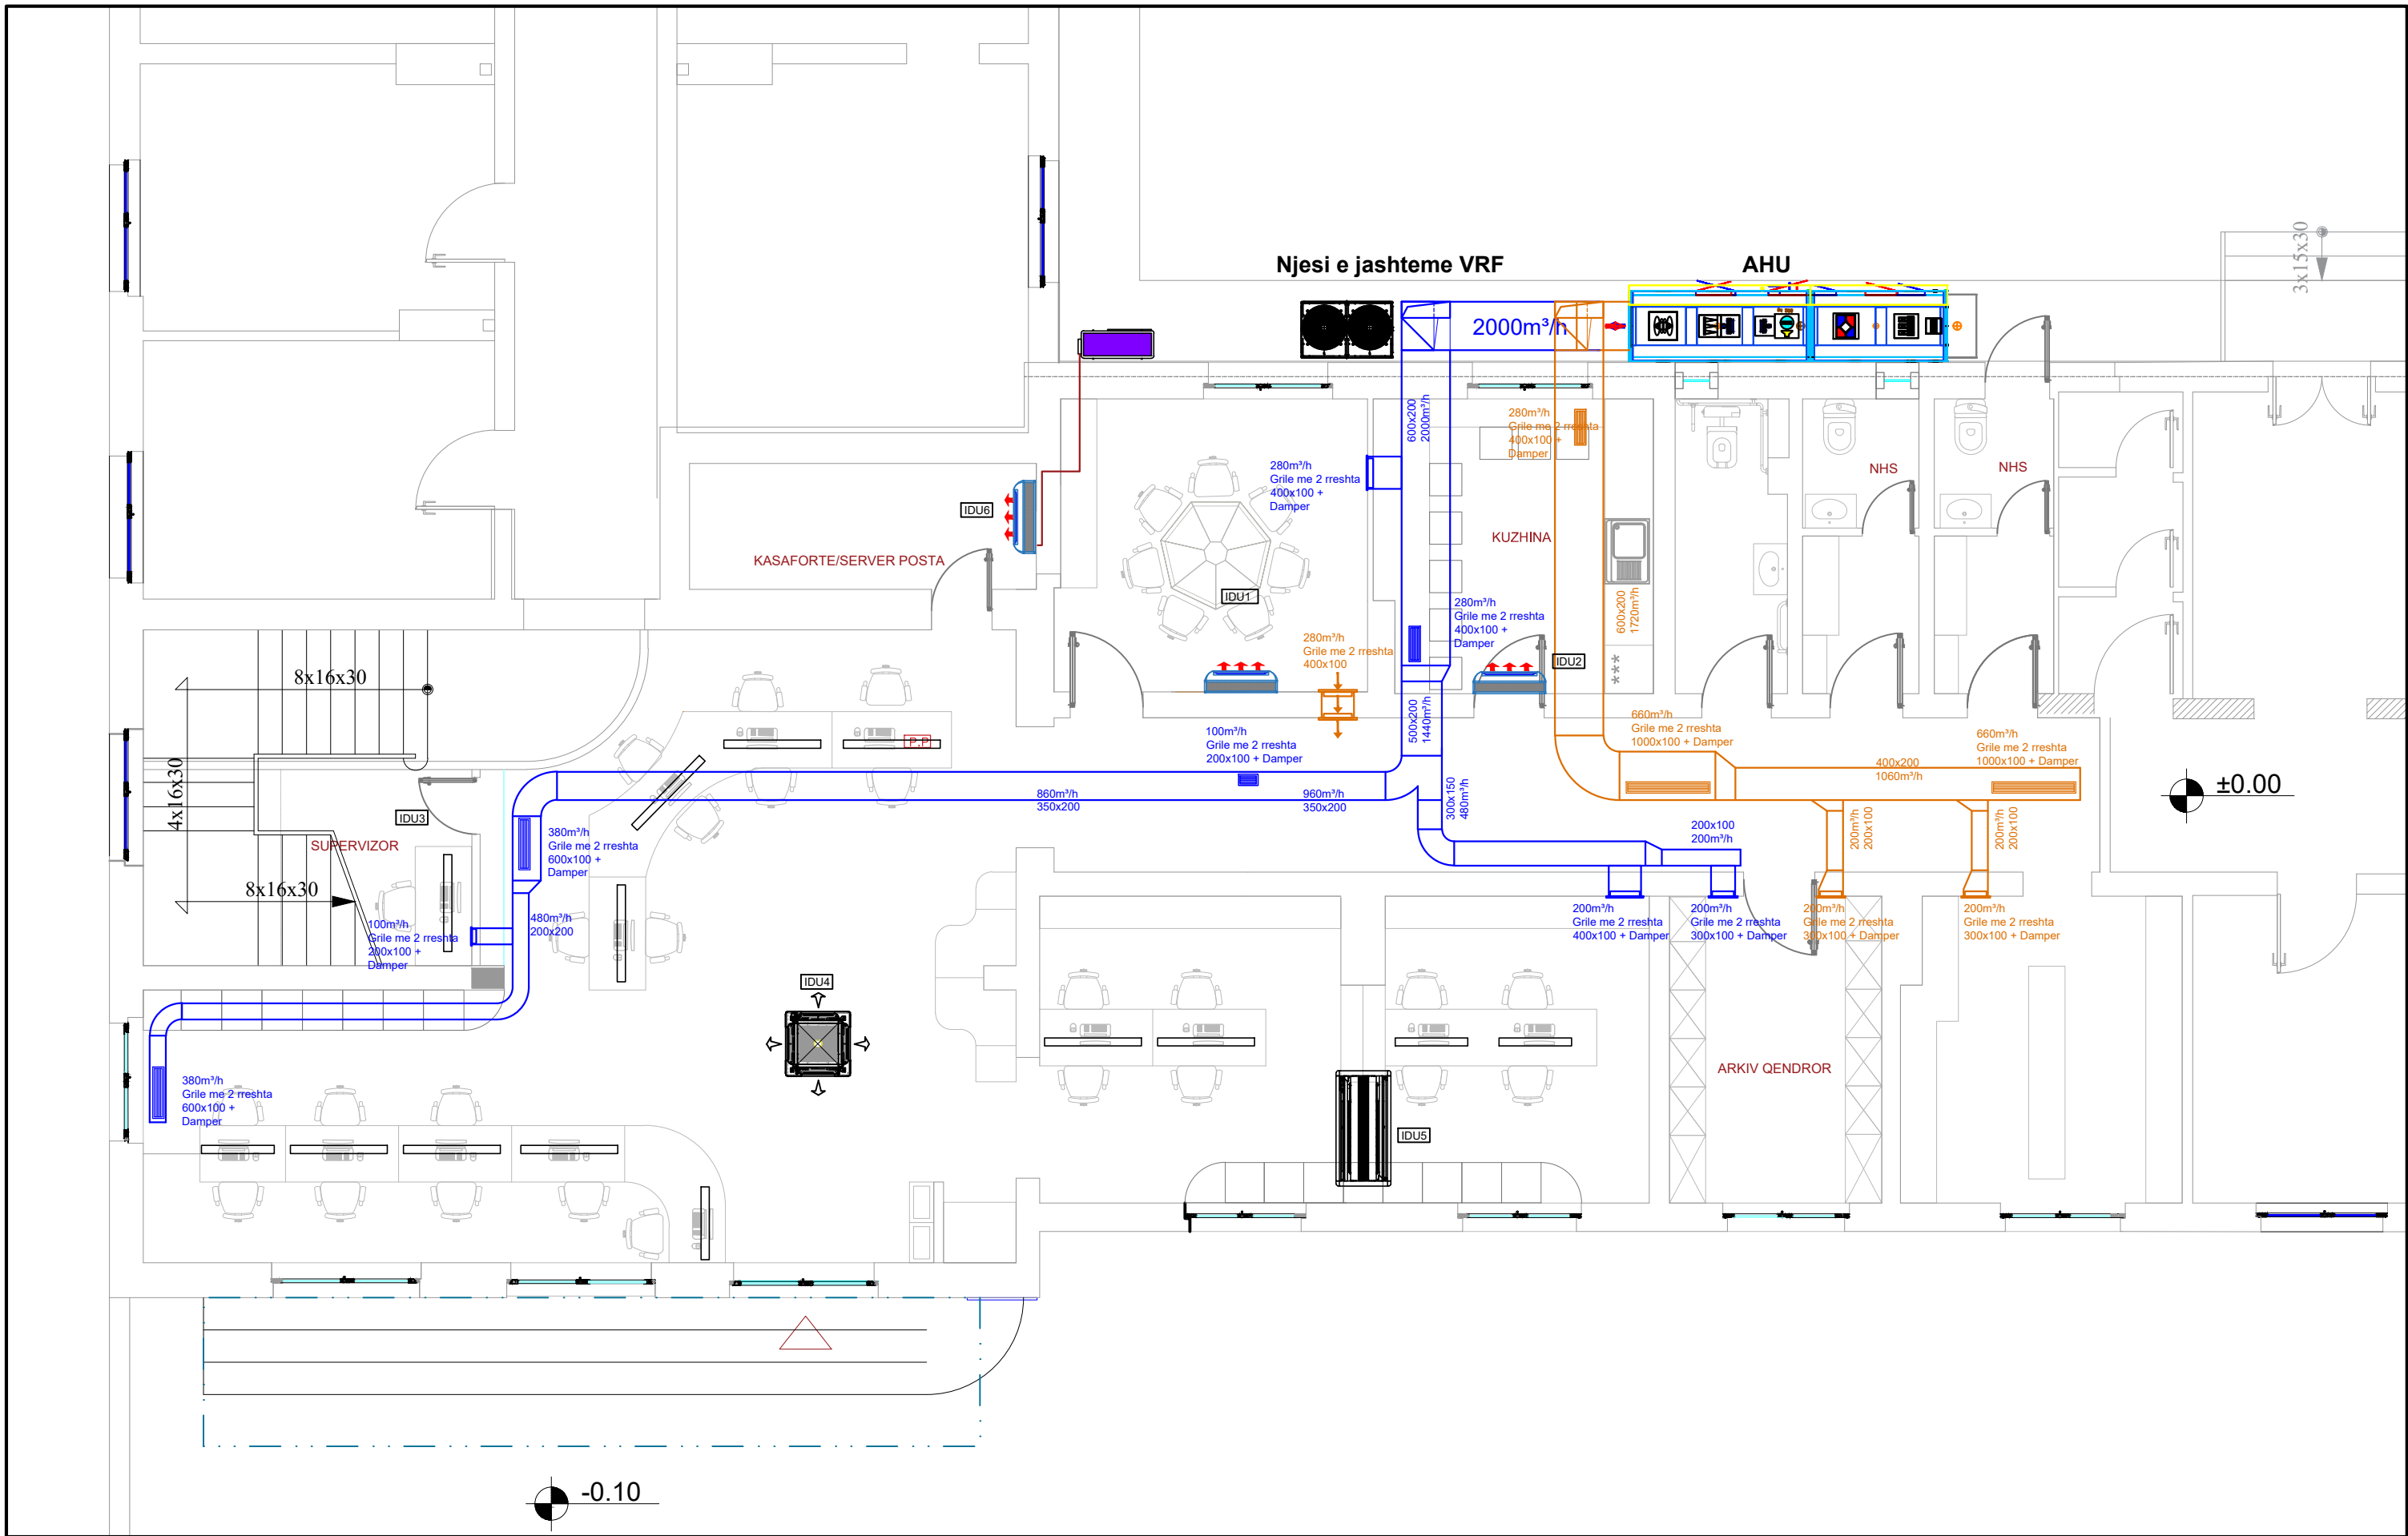 Njesi e jashteme VRF
AHU
3x15x30
2000m³/h
600x200
2000m³/h
280m³/h
Grile me 2 rreshta
400x100 +
Damper
280m³/h
Grile me 2 rreshta
400x100 +
Damper
NHS
NHS
IDU6
KASAFORTE/SERVER POSTA
KUZHINA
IDU1
280m³/h
Grile me 2 rreshta
400x100 +
Damper
600x200
1720m³/h
280m³/h
Grile me 2 rreshta
400x100
IDU2
***
8x16x30
500x200
1440m³/h
660m³/h
Grile me 2 rreshta
1000x100 + Damper
100m³/h
Grile me 2 rreshta
200x100 + Damper
660m³/h
Grile me 2 rreshta
1000x100 + Damper
P.P
400x200
1060m³/h
±0.00
4x16x30
860m³/h
350x200
960m³/h
350x200
300x150
480m³/h
IDU3
SUPERVIZOR
380m³/h
Grile me 2 rreshta
600x100 +
Damper
200x100
200m³/h
200m³/h
200x100
200m³/h
200x100
8x16x30
100m³/h
Grile me 2 rreshta
200x100 +
Damper
480m³/h
200x200
200m³/h
Grile me 2 rreshta
400x100 + Damper
200m³/h
Grile me 2 rreshta
300x100 + Damper
200m³/h
Grile me 2 rreshta
300x100 + Damper
200m³/h
Grile me 2 rreshta
300x100 + Damper
IDU4
380m³/h
Grile me 2 rreshta
600x100 +
Damper
ARKIV QENDROR
IDU5
-0.10